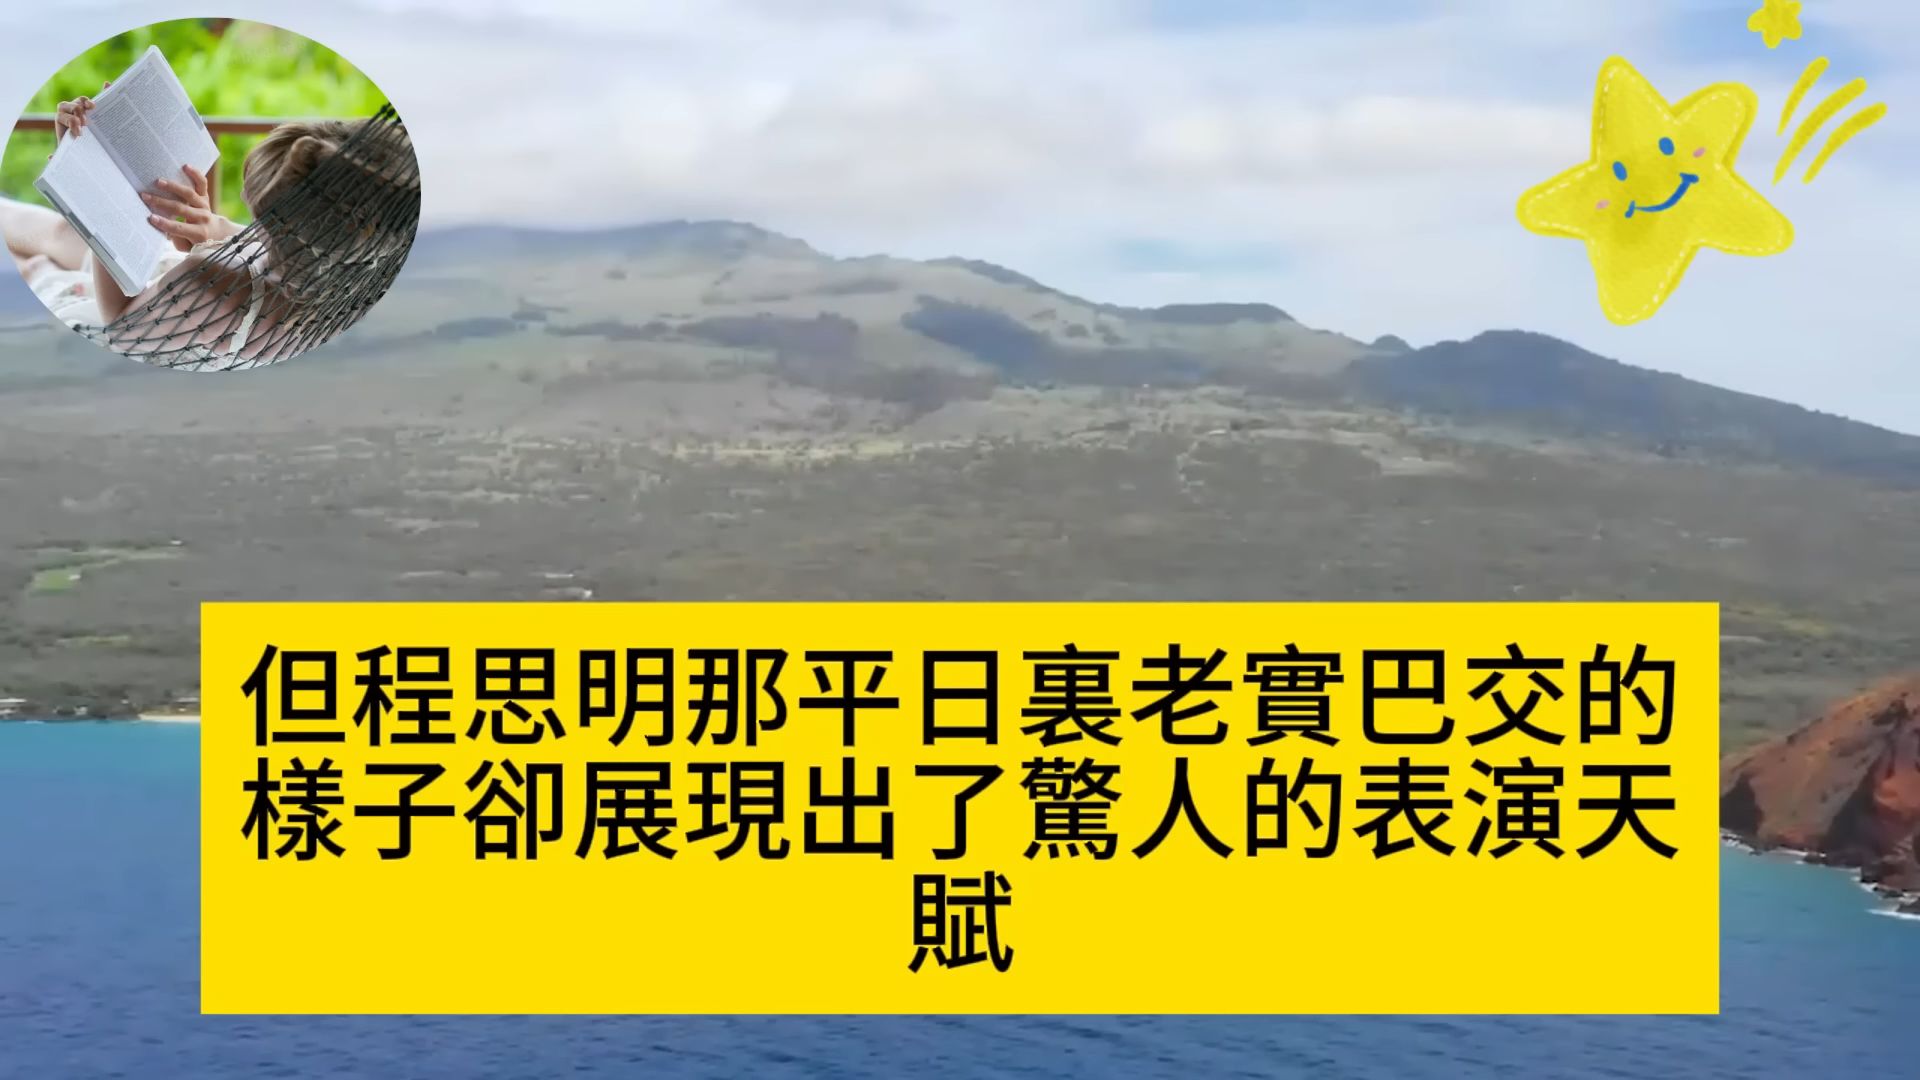 但程思明那平日裏老實巴交的
樣子卻展現出了驚人的表演天
賦